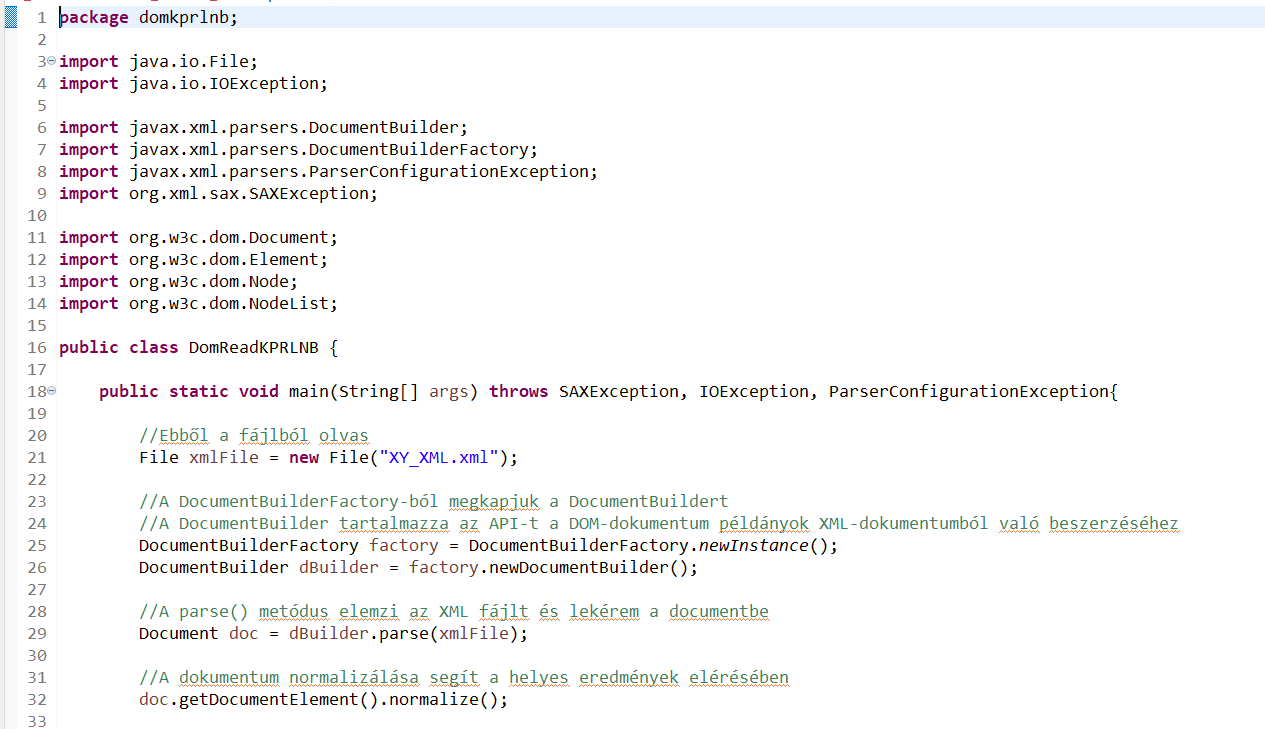 1 package domkprlnb;
2
3 import java.io.File;
4 import java.io.IOException;
5
6 import javax.xml.parsers.DocumentBuilder;
7 import javax.xml.parsers.DocumentBuilderFactory;
8 import javax.xml.parsers.ParserConfigurationException;
9 import org.xml.sax.SAXException;
10
11 import org.w3c.dom.Document;
12 import org.w3c.dom.Element;
13 import org.w3c.dom.Node;
14 import org.w3c.dom.NodeList;
15
16 public class DomReadKPRLNB {
17
18 public static void main(String[] args) throws SAXException, IOException, ParserConfigurationException{
19
20 //Ebből a fájlból olvas
21 File xmlFile = new File("XY_XML.xml");
22
23 //A DocumentBuilderFactory-ból megkapjuk a DocumentBuildert
24 //A DocumentBuilder tartalmazza az API-t a DOM-dokumentum példányok XML-dokumentumból való beszerzéséhez
25 DocumentBuilderFactory factory = DocumentBuilderFactory.newInstance();
26 DocumentBuilder dBuilder = factory.newDocumentBuilder();
27
28 //A parse() metódus elemzi az XML fájlt és lekérem a documentbe
29 Document doc = dBuilder.parse(xmlFile);
30
31 //A dokumentum normalizálása segít a helyes eredmények elérésében
32 doc.getDocumentElement().normalize();
33